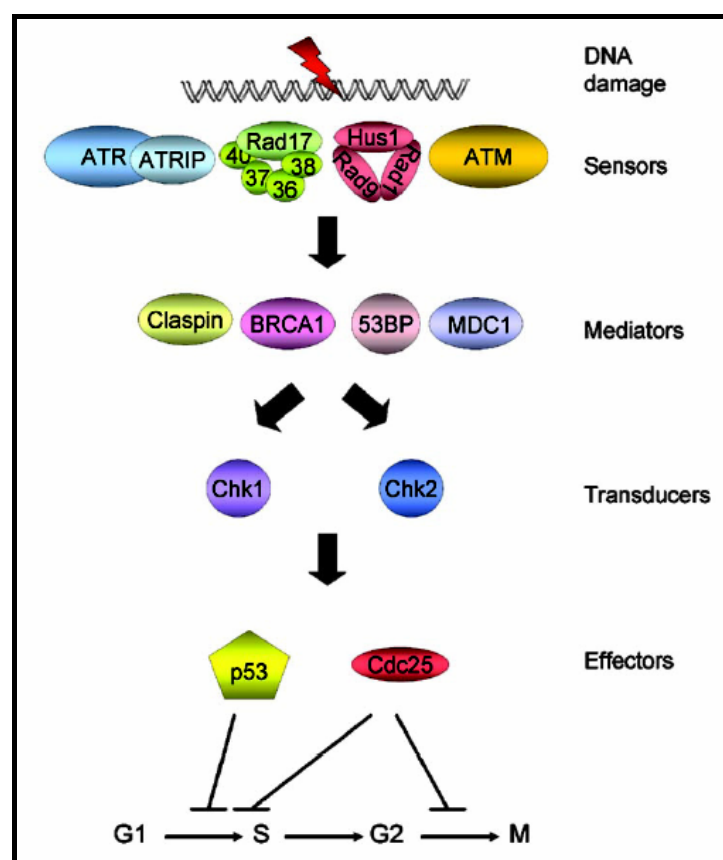 DNA
damage
ATR
ATRIP
40
Rad17
38
37
36
Hus1
Rad9
Rad1
ATM
Sensors
Claspin
BRCA1
53BP
MDC1
Mediators
Chk1
Chk2
Transducers
p53
Cdc25
Effectors
G1
S
G2
M